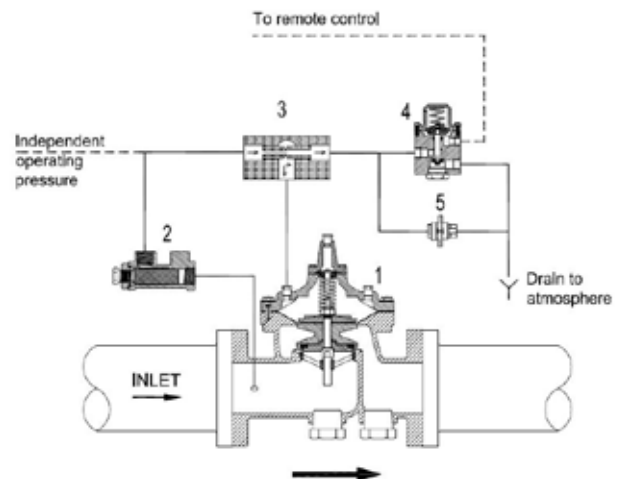 To remote control
3
4
Independent
operating
pressure
2
5
1
Drain to
atmosphere
INLET